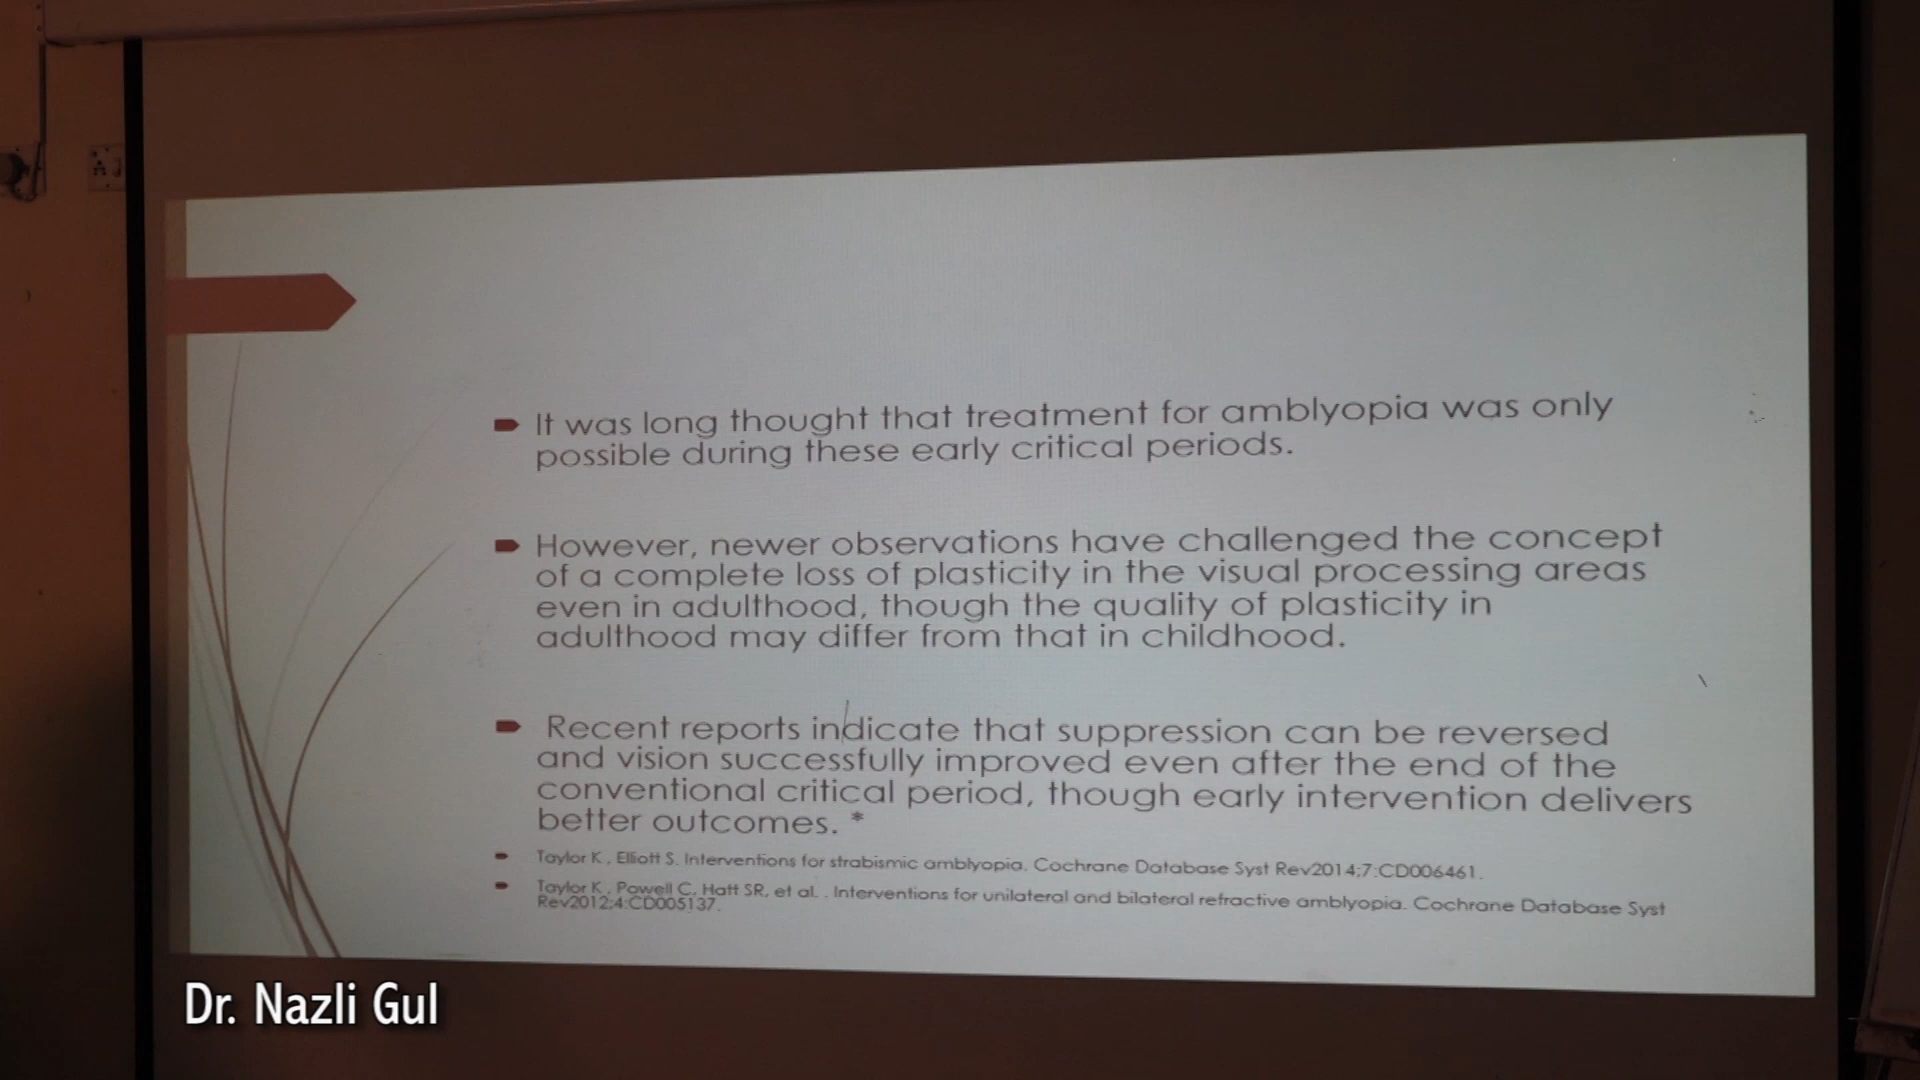 It was long thought that treatment for amblyopia was only
possible during these early critical periods.
However, newer observations have challenged the concept
of a complete loss of plasticity in the visual processing areas
even in adulthood, though the quality of plasticity in
adulthood may differ from that in childhood.
Recent reports indicate that suppression can be reversed
and vision successfully improved even after the end of the
conventional critical period, though early intervention delivers
better outcomes. *
Taylor K , Elliott S. Interventions for strabismic amblyopia. Cochrane Database Syst Rev2014;7:CD006461.
Taylor K , Powell C, Hatt SR, et al. . Interventions for unilateral and bilateral refractive amblyopia. Cochrane Database Syst
Rev2012;4:CD005137.
Dr. Nazli Gul